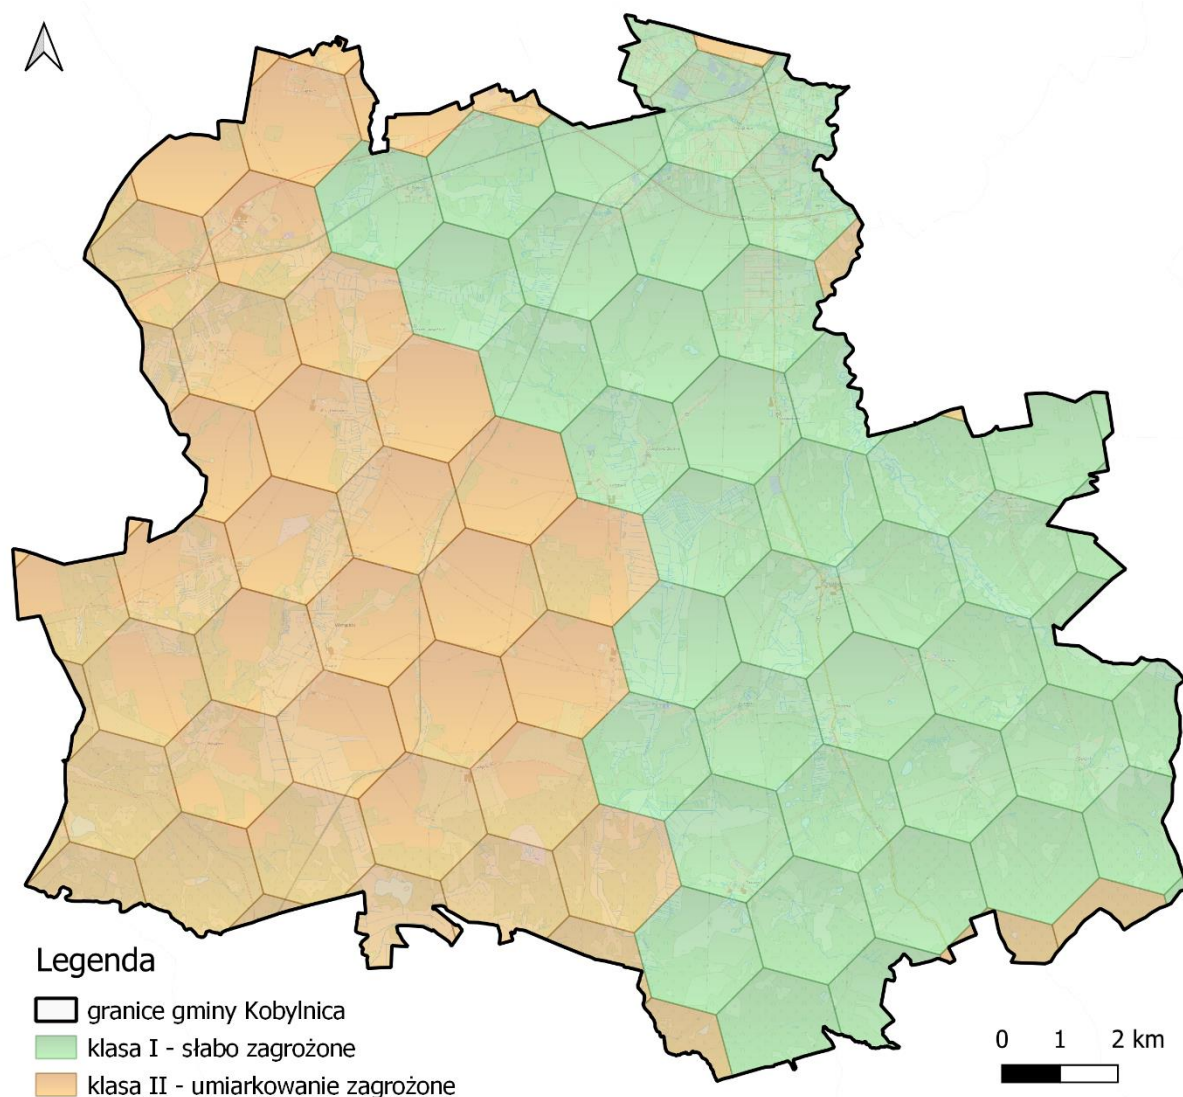 Legenda
granice gminy Kobylnica
klasa I - słabo zagrożone
klasa II - umiarkowanie zagrożone
0 1 2 km